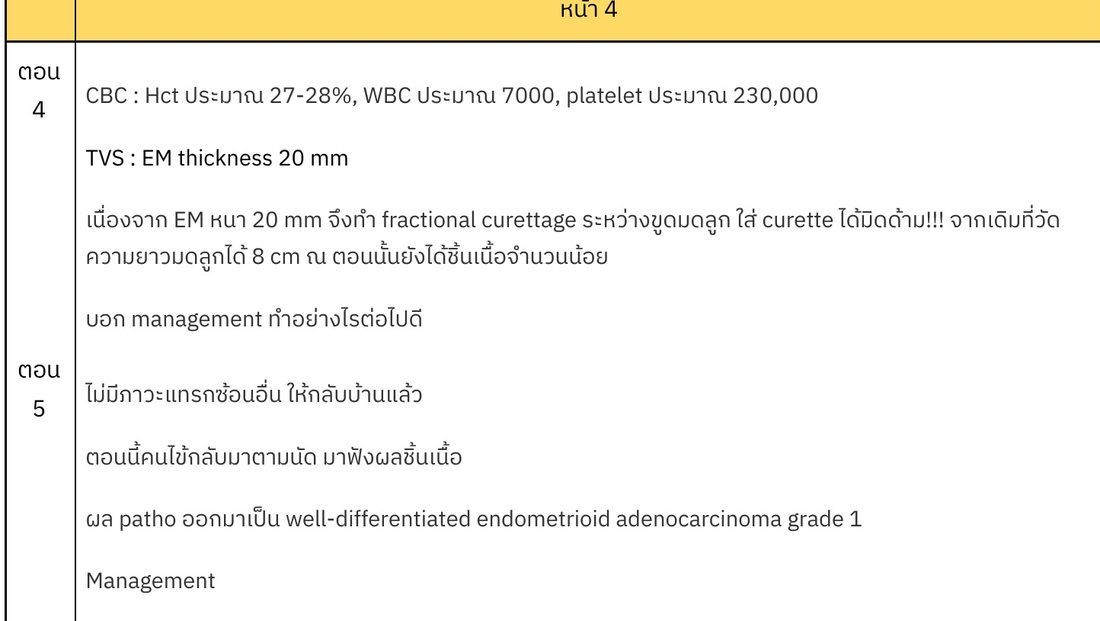 หน้า 4
ตอน
4
CBC : Hct ประมาณ 27-28%, WBC ประมาณ 7000, platelet ประมาณ 230,000
TVS : EM thickness 20 mm
เนื่องจาก EM หนา 20 mm จึงทำ fractional curettage ระหว่างขูดมดลูก ใส่ curette ได้มิดด้าม!!! จากเดิมที่วัด
ความยาวมดลูกได้ 8 cm ณ ตอนนั้นยังได้ชิ้นเนื้อจำนวนน้อย
บอก management ทำอย่างไรต่อไปดี
ตอน
5
ไม่มีภาวะแทรกซ้อนอื่น ให้กลับบ้านแล้ว
ตอนนี้คนไข้กลับมาตามนัด มาฟังผลชิ้นเนื้อ
ผล patho ออกมาเป็น well-differentiated endometrioid adenocarcinoma grade 1
Management